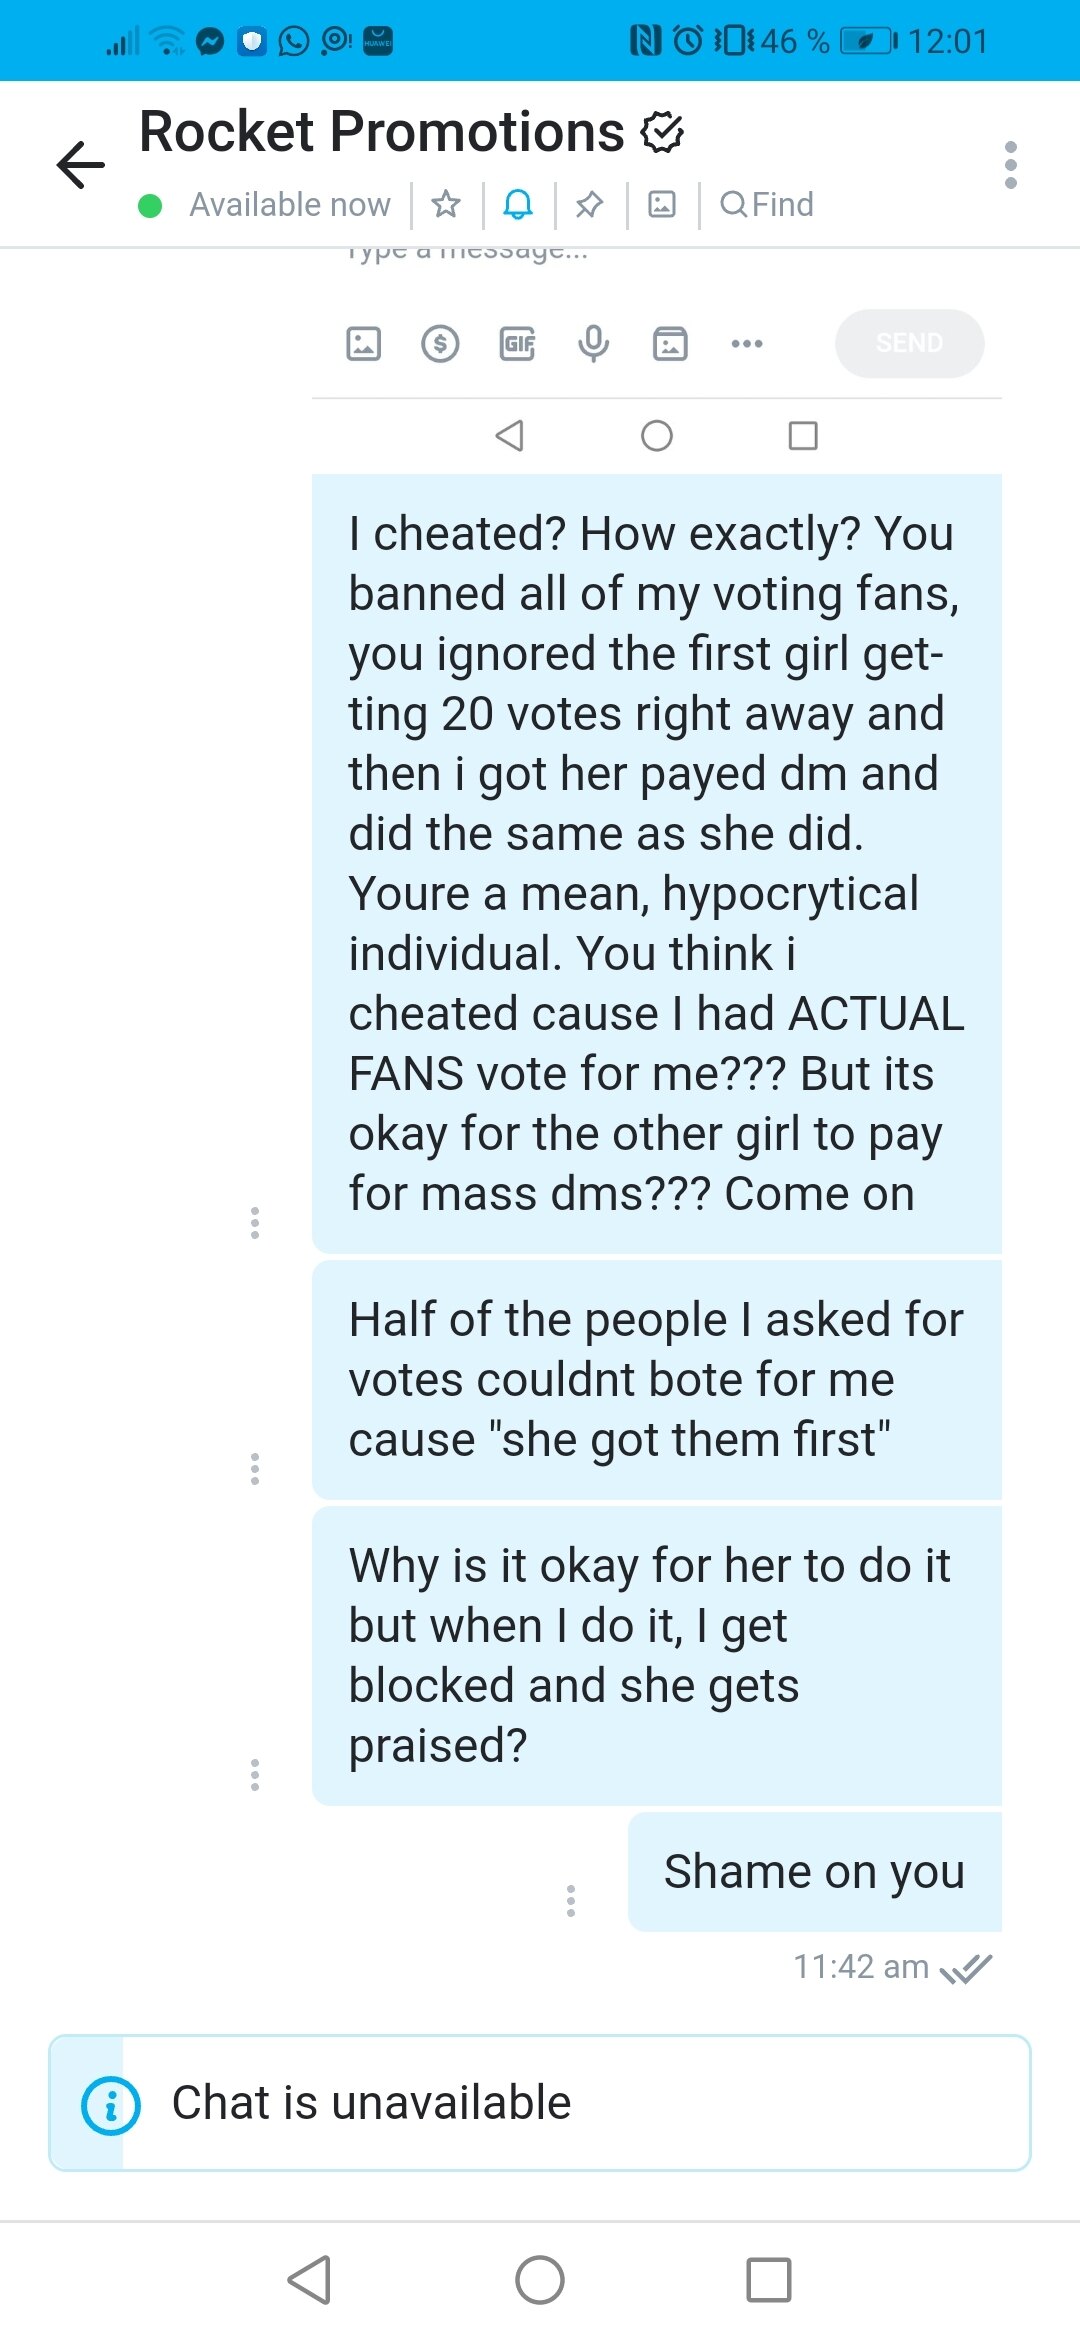 HUAWEI
46 % 12:01
Rocket Promotions
Available now
Find
Type a message...
GIF
SEND
I cheated? How exactly? You
banned all of my voting fans,
you ignored the first girl get-
ting 20 votes right away and
then i got her payed dm and
did the same as she did.
Youre a mean, hypocrytical
individual. You think i
cheated cause I had ACTUAL
FANS vote for me??? But its
okay for the other girl to pay
for mass dms??? Come on
Half of the people I asked for
votes couldnt bote for me
cause "she got them first"
Why is it okay for her to do it
but when I do it, I get
blocked and she gets
praised?
Shame on you
11:42 am
Chat is unavailable